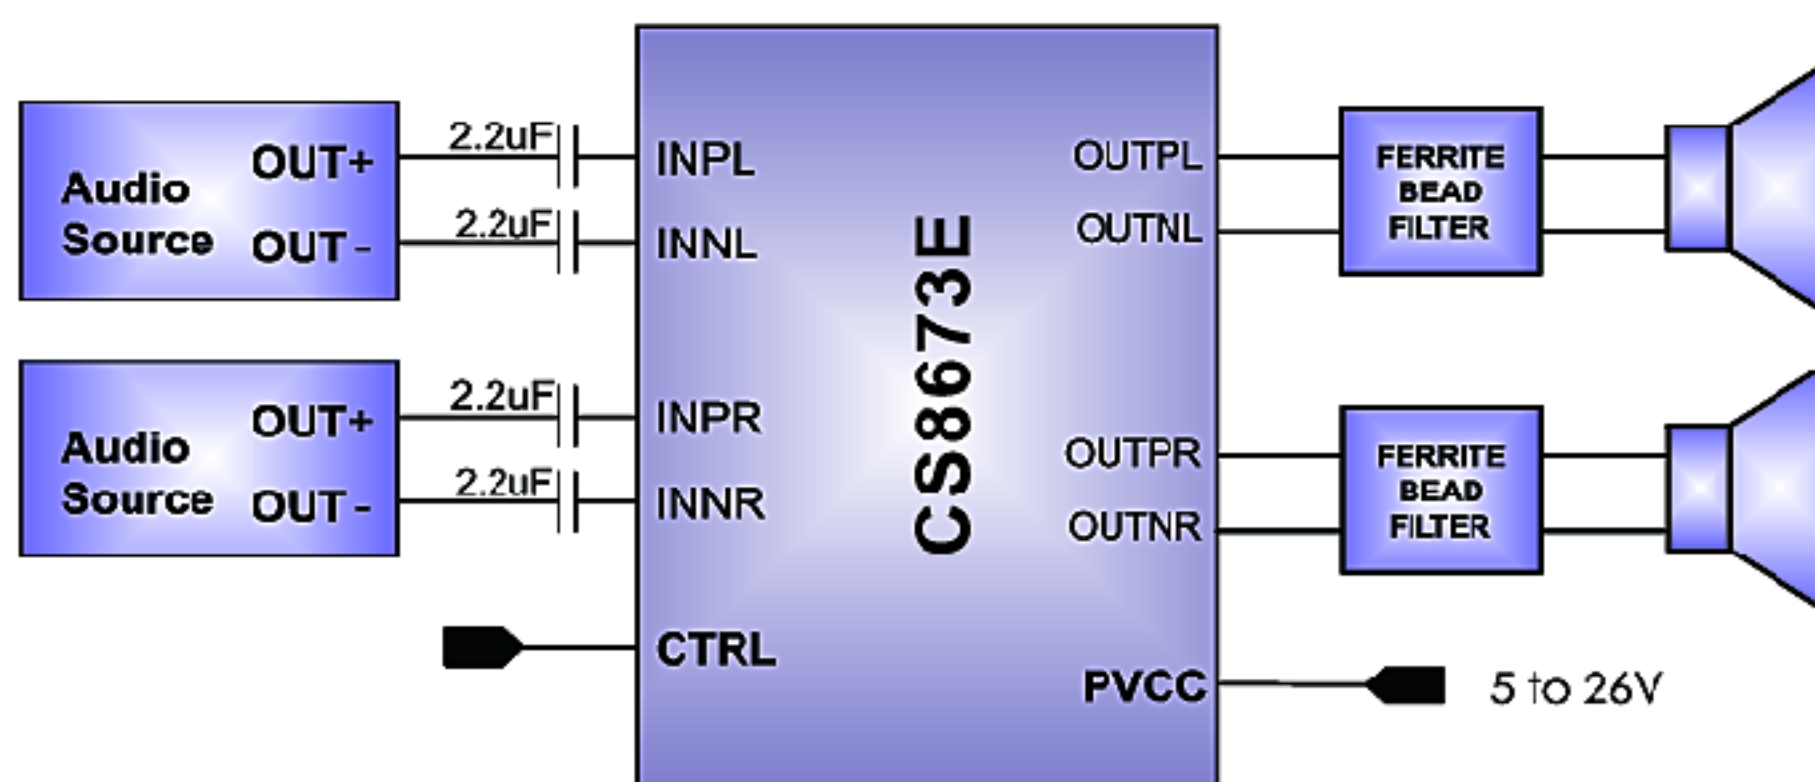 Audio
Source
OUT+
OUT-
2.2uF
2.2uF
Audio
Source
OUT+
OUT-
2.2uF
2.2uF
INPL
INNL
INPR
INNR
CTRL
CS8673E
OUTPL
OUTNL
OUTPR
OUTNR
PVCC
FERRITE
BEAD
FILTER
FERRITE
BEAD
FILTER
5 to 26V